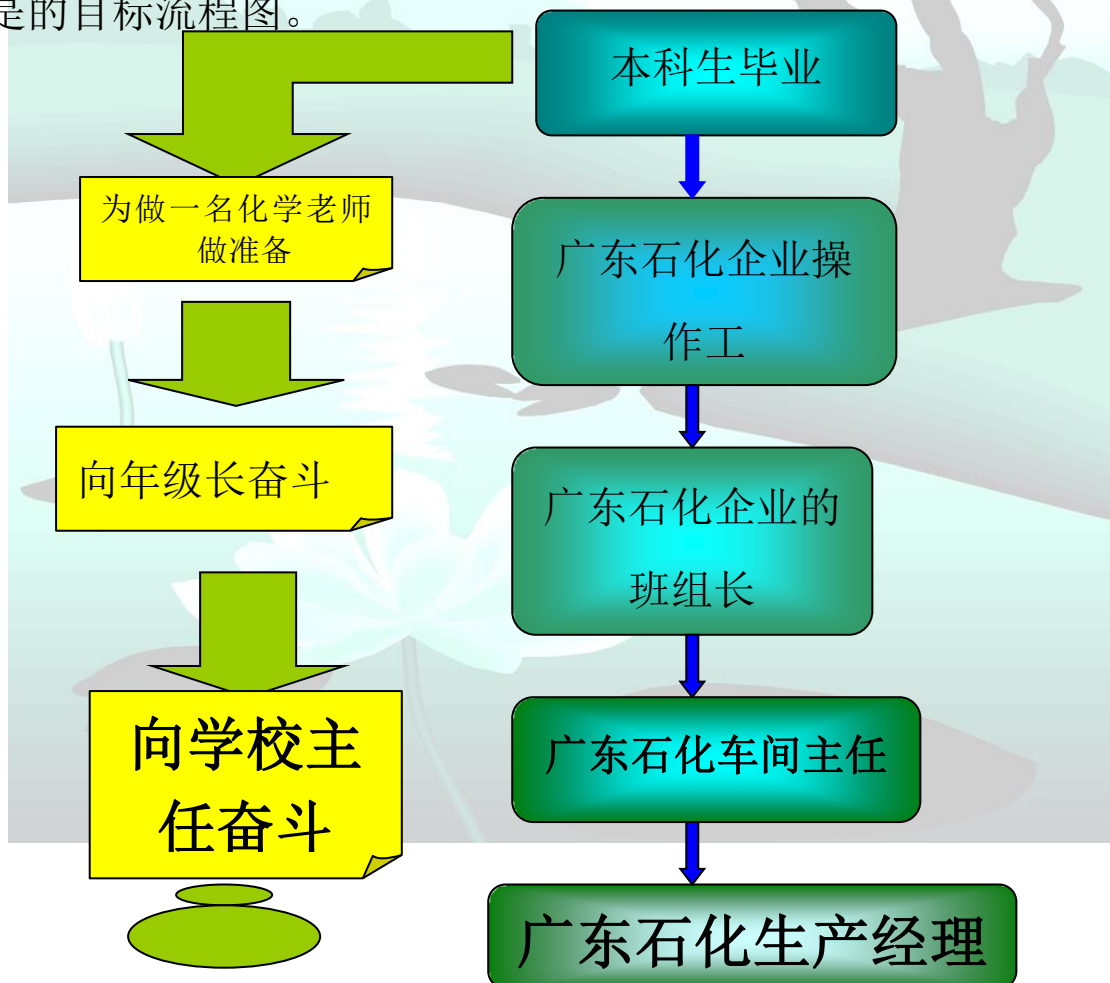 是的目标流程图。
本科生毕业
为做一名化学老师
做准备
广东石化企业操
作工
向年级长奋斗
广东石化企业的
班组长
向学校主
任奋斗
广东石化车间主任
广东石化生产经理